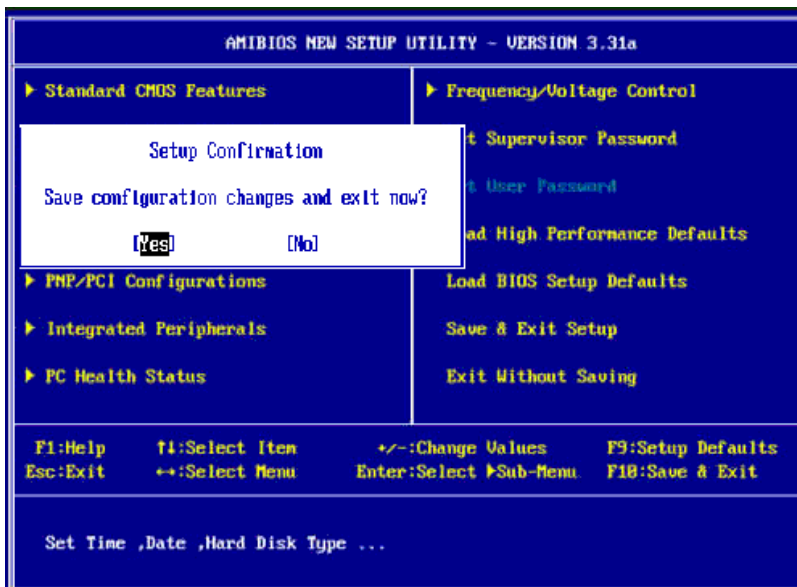 AMIBIOS NEW SETUP UTILITY - VERSION 3.31a
▶ Standard CMOS Features
▶ Frequency/Voltage Control
Setup Confirmation
Save configuration changes and exit now?
[Yes] [No]
t Supervisor Password
t User Password
ad High Performance Defaults
▶ PNP/PCI Configurations
Load BIOS Setup Defaults
▶ Integrated Peripherals
Save & Exit Setup
▶ PC Health Status
Exit Without Saving
F1:Help ↑↓:Select Item +/-:Change Values F9:Setup Defaults
Esc:Exit ←→:Select Menu Enter:Select ▶Sub-Menu F10:Save & Exit
Set Time ,Date ,Hard Disk Type ...